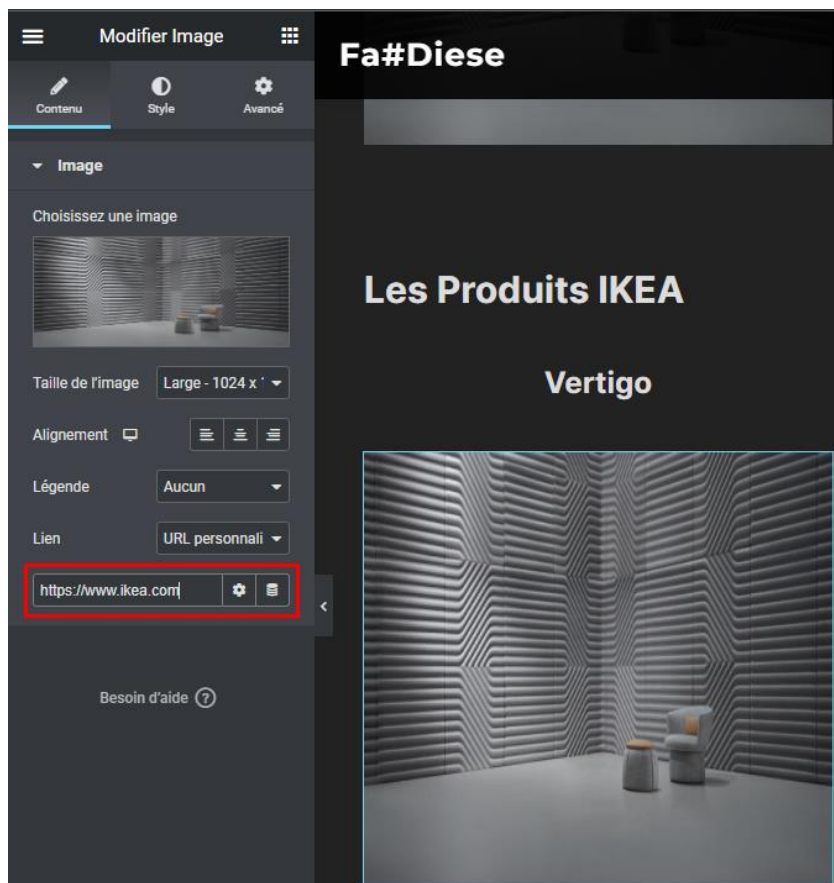 Modifier Image
Contenu
Style
Avancé
Image
Choisissez une image
Taille de l'image
Large - 1024 x 1
Alignement
Légende
Aucun
Lien
URL personnali
https://www.ikea.com
Besoin d'aide ?
Fa#Diese
Les Produits IKEA
Vertigo